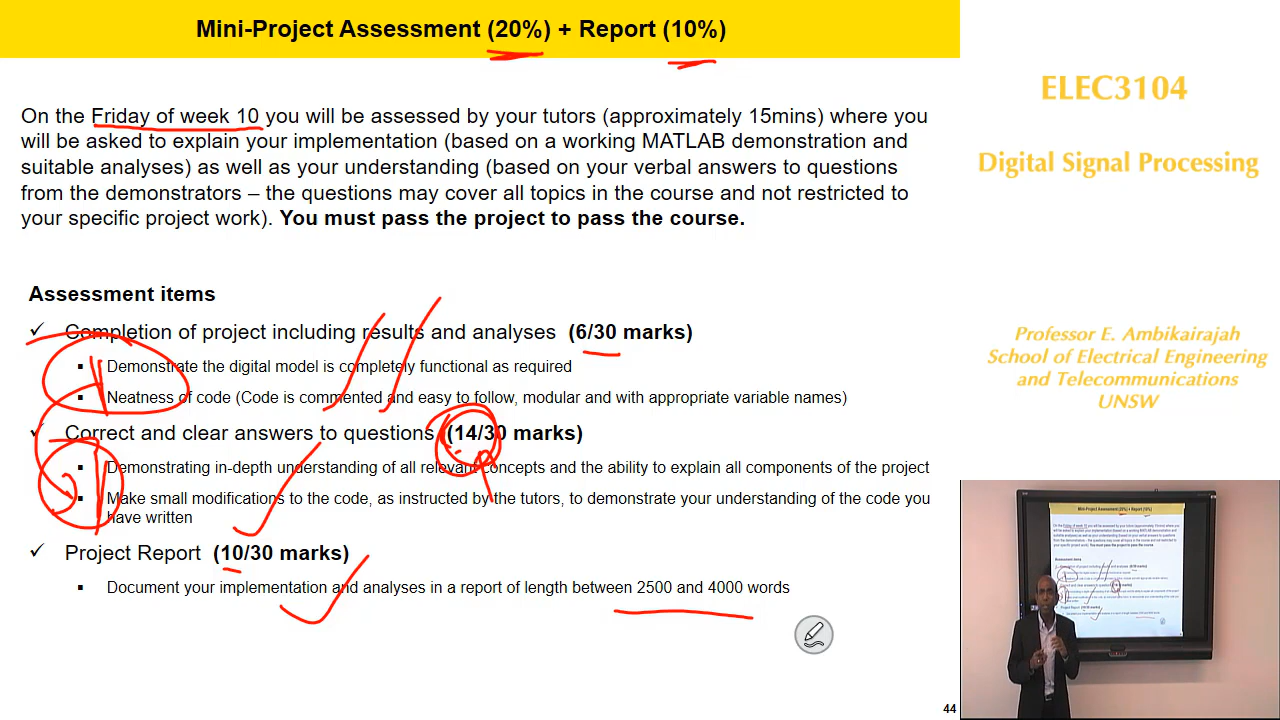 Mini-Project Assessment (20%) + Report (10%)
On the Friday of week 10 you will be assessed by your tutors (approximately 15mins) where you
will be asked to explain your implementation (based on a working MATLAB demonstration and
suitable analyses) as well as your understanding (based on your verbal answers to questions
from the demonstrators – the questions may cover all topics in the course and not restricted to
your specific project work). You must pass the project to pass the course.
Assessment items
Completion of project including results and analyses (6/30 marks)
Demonstrate the digital model is completely functional as required
Neatness of code (Code is commented and easy to follow, modular and with appropriate variable names)
Correct and clear answers to questions (14/30 marks)
Demonstrating in-depth understanding of all relevant concepts and the ability to explain all components of the project
Make small modifications to the code, as instructed by the tutors, to demonstrate your understanding of the code you
have written
Project Report (10/30 marks)
Document your implementation and analyses in a report of length between 2500 and 4000 words
44
ELEC3104
Digital Signal Processing
Professor E. Ambikairajah
School of Electrical Engineering
and Telecommunications
UNSW
Mini-Project Assessment (20%) + Report (10%)